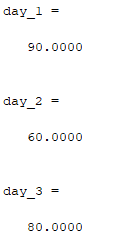 day_1 =
90.0000
day_2 =
60.0000
day_3 =
80.0000